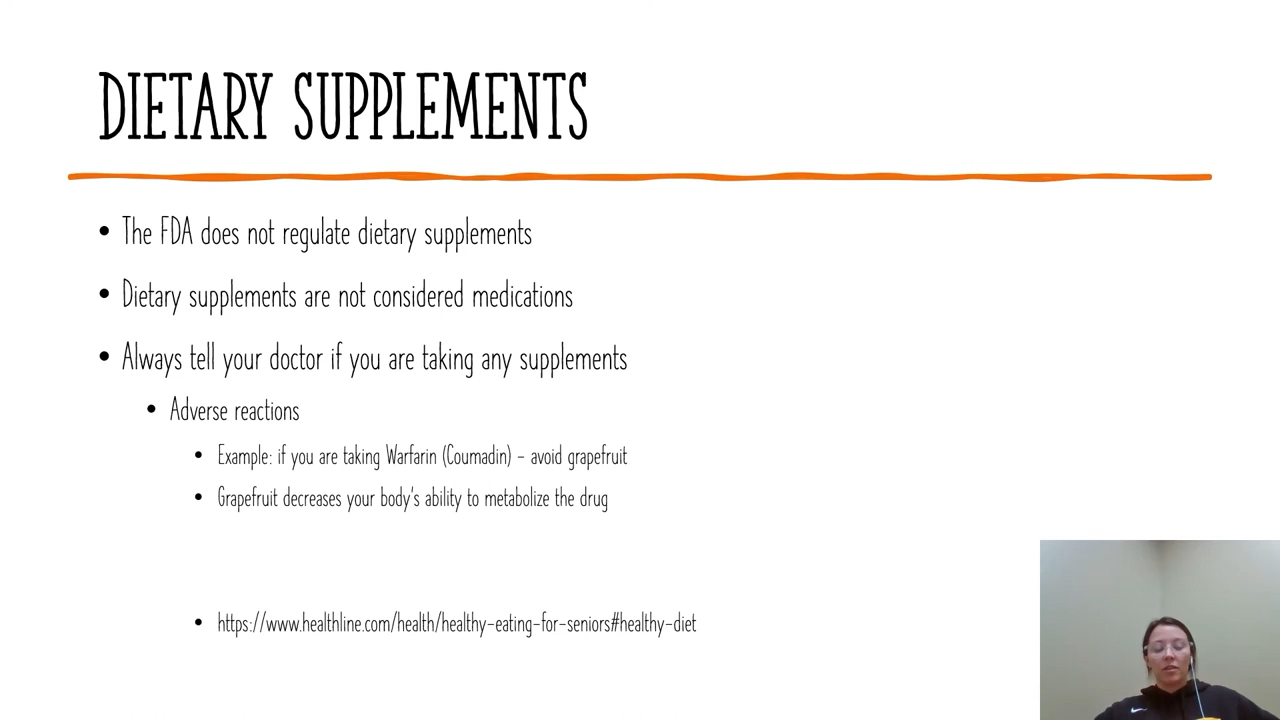 DIETARY SUPPLEMENTS
• The FDA does not regulate dietary supplements
• Dietary supplements are not considered medications
• Always tell your doctor if you are taking any supplements
• Adverse reactions
• Example: if you are taking Warfarin (Coumadin) – avoid grapefruit
• Grapefruit decreases your body's ability to metabolize the drug
• https://www.healthline.com/health/healthy-eating-for-seniors#healthy-diet